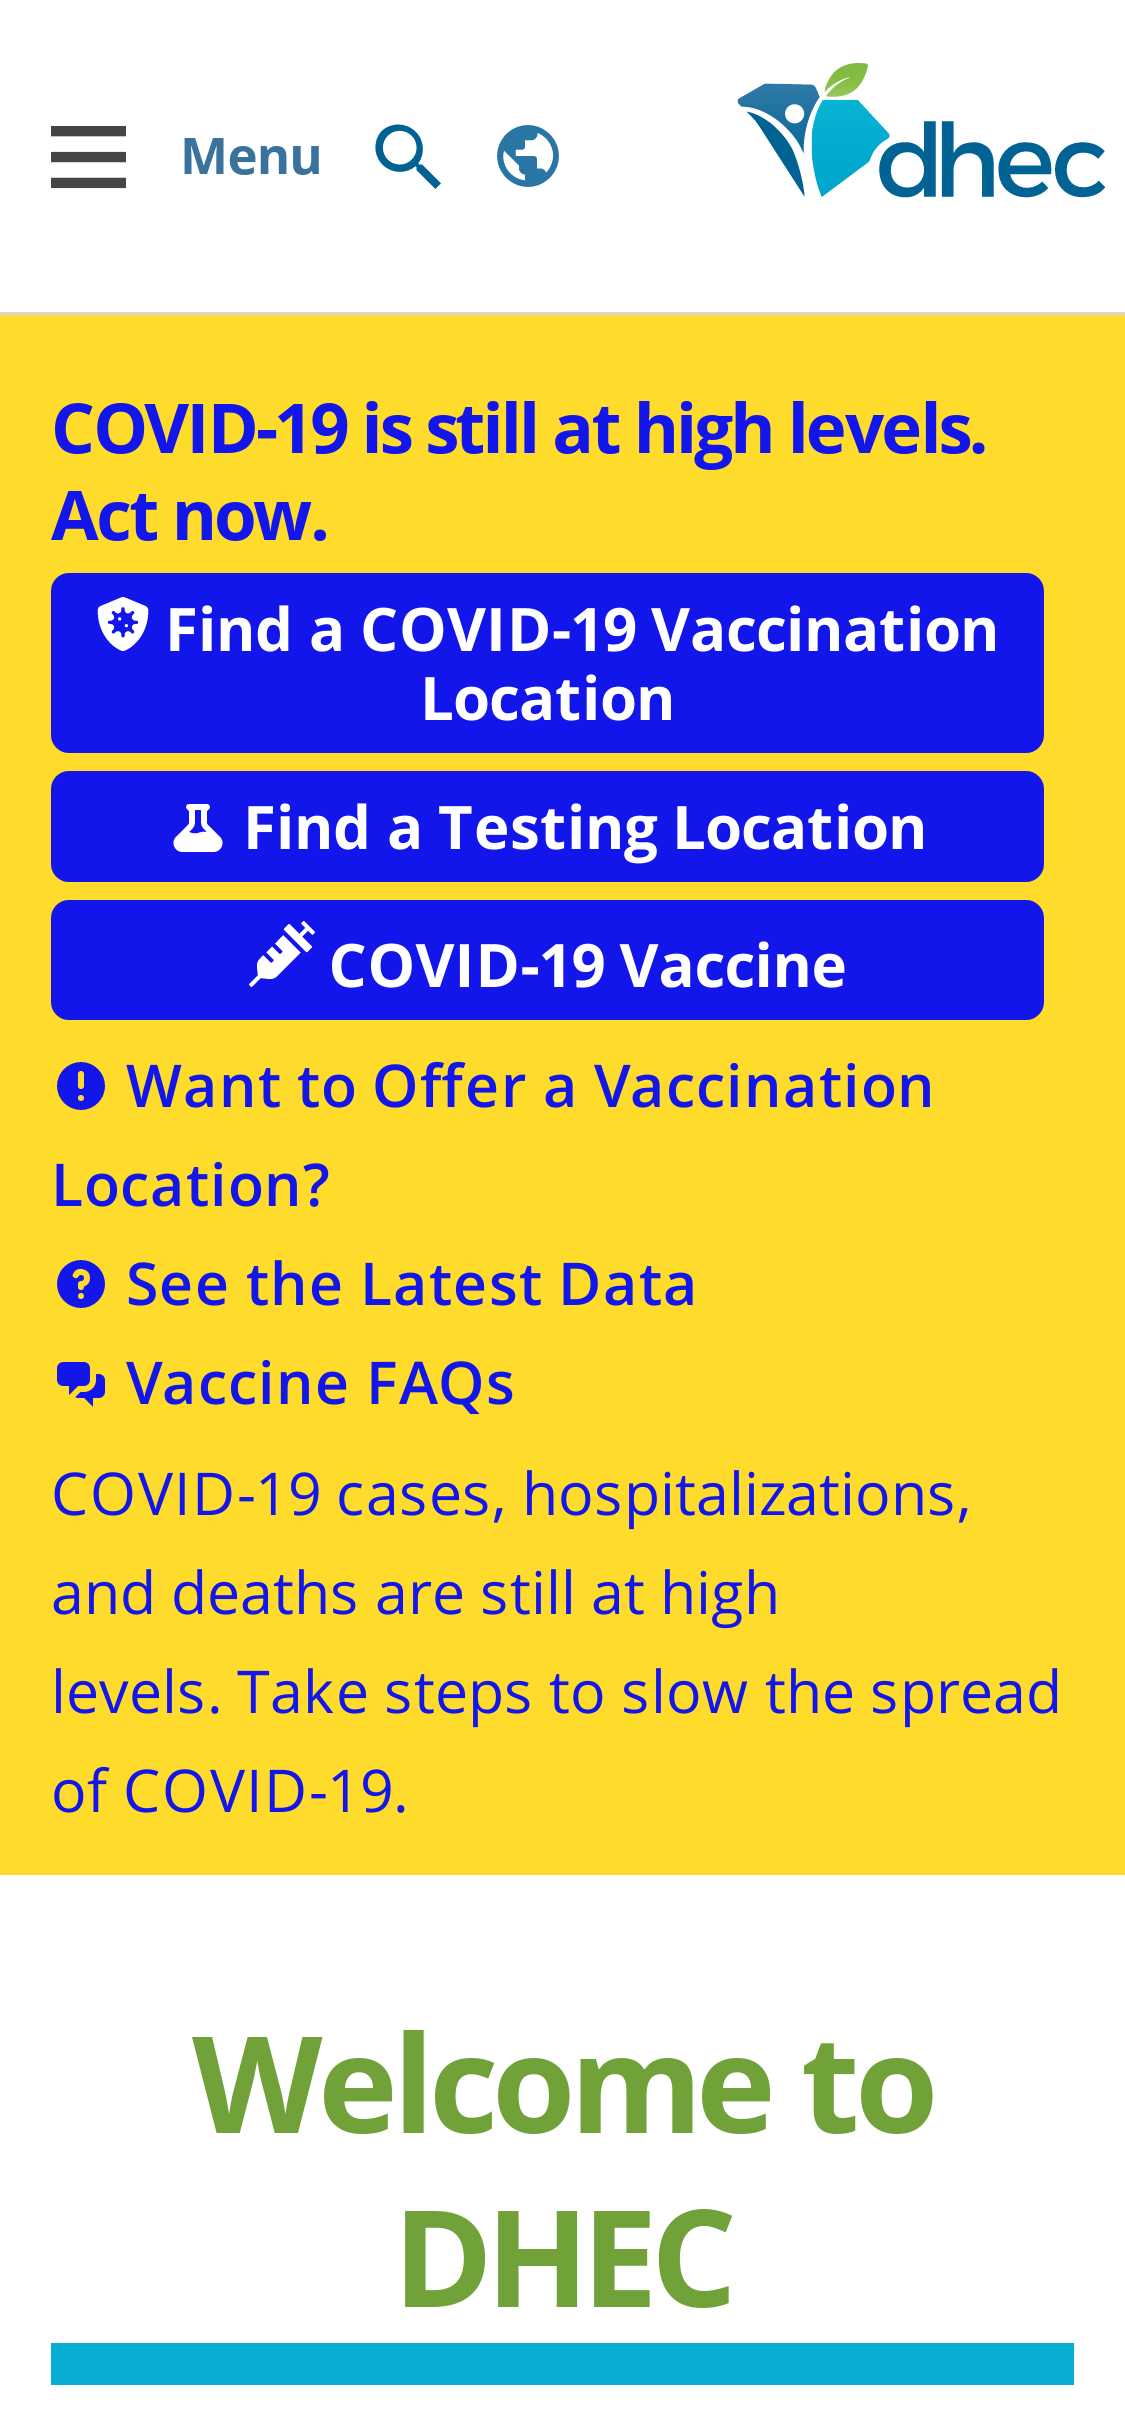 Menu
dhec
COVID-19 is still at high levels.
Act now.
Find a COVID-19 Vaccination
Location
Find a Testing Location
COVID-19 Vaccine
Want to Offer a Vaccination
Location?
See the Latest Data
Vaccine FAQs
COVID-19 cases, hospitalizations,
and deaths are still at high
levels. Take steps to slow the spread
of COVID-19.
Welcome to
DHEC